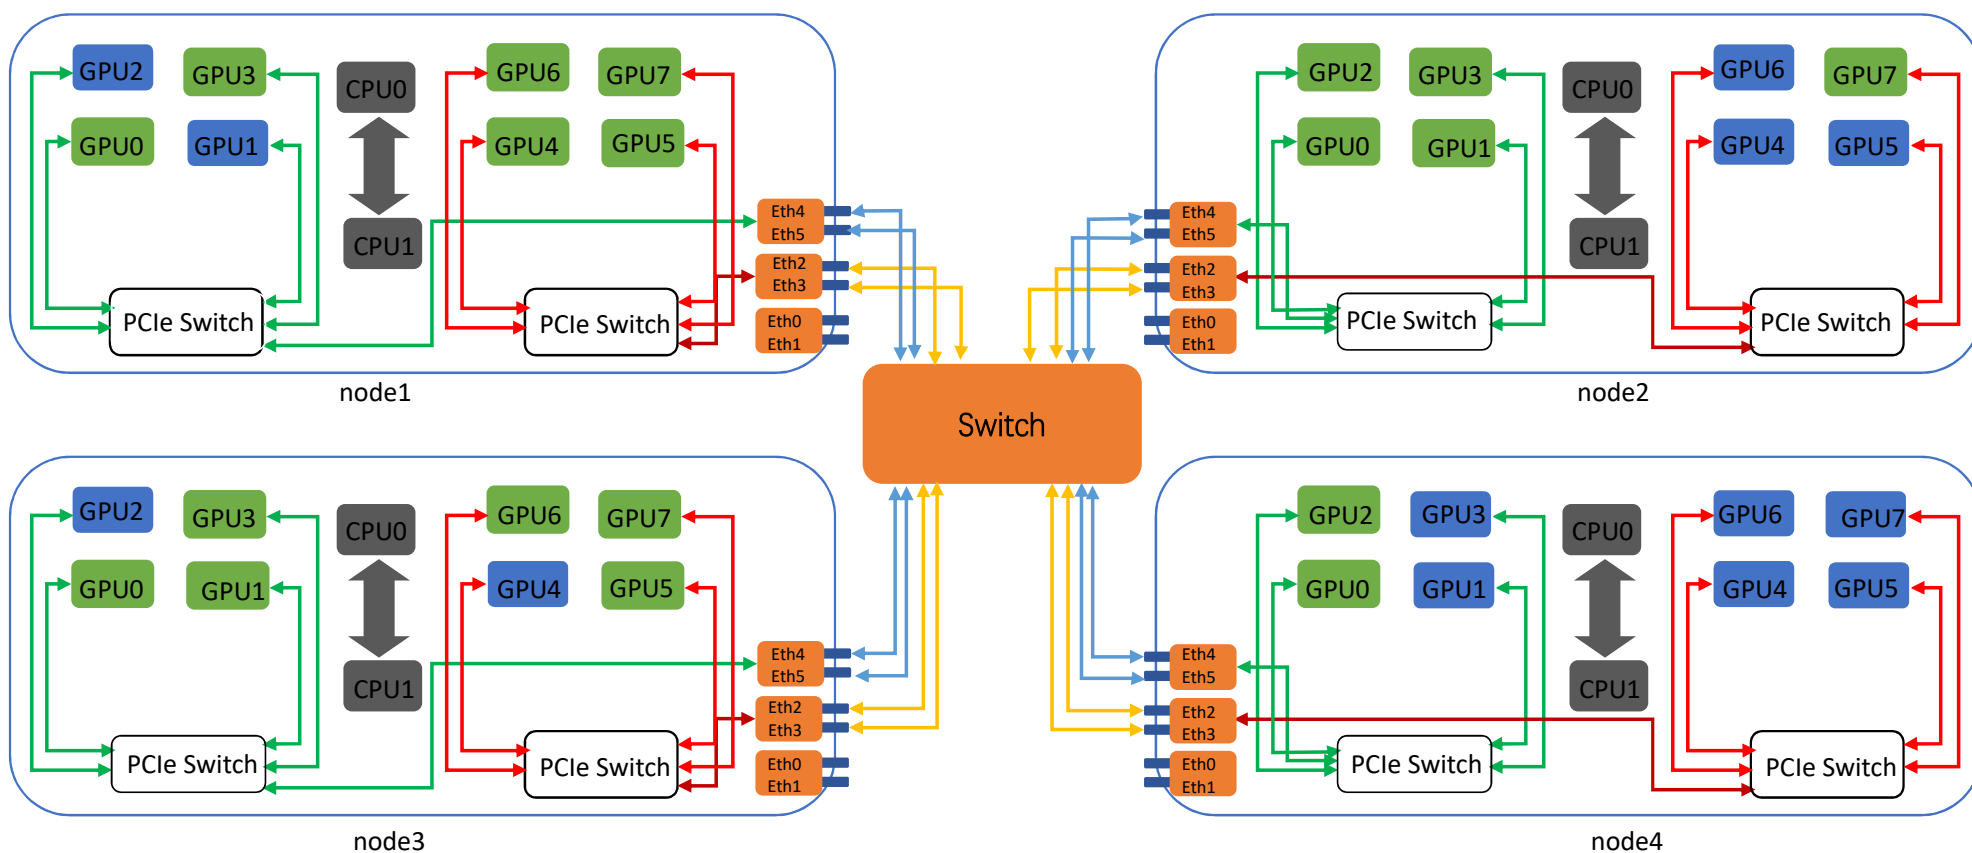 GPU2
GPU3
CPU0
GPU6
GPU7
GPU0
GPU1
GPU4
GPU5
CPU1
Eth4
Eth5
Eth2
Eth3
Eth0
Eth1
PCIe Switch
PCIe Switch
node1
GPU2
GPU3
CPU0
GPU6
GPU7
GPU0
GPU1
GPU4
GPU5
CPU1
Eth4
Eth5
Eth2
Eth3
Eth0
Eth1
PCIe Switch
PCIe Switch
node2
Switch
GPU2
GPU3
CPU0
GPU6
GPU7
GPU0
GPU1
GPU4
GPU5
CPU1
Eth4
Eth5
Eth2
Eth3
Eth0
Eth1
PCIe Switch
PCIe Switch
node3
GPU2
GPU3
CPU0
GPU6
GPU7
GPU0
GPU1
GPU4
GPU5
CPU1
Eth4
Eth5
Eth2
Eth3
Eth0
Eth1
PCIe Switch
PCIe Switch
node4